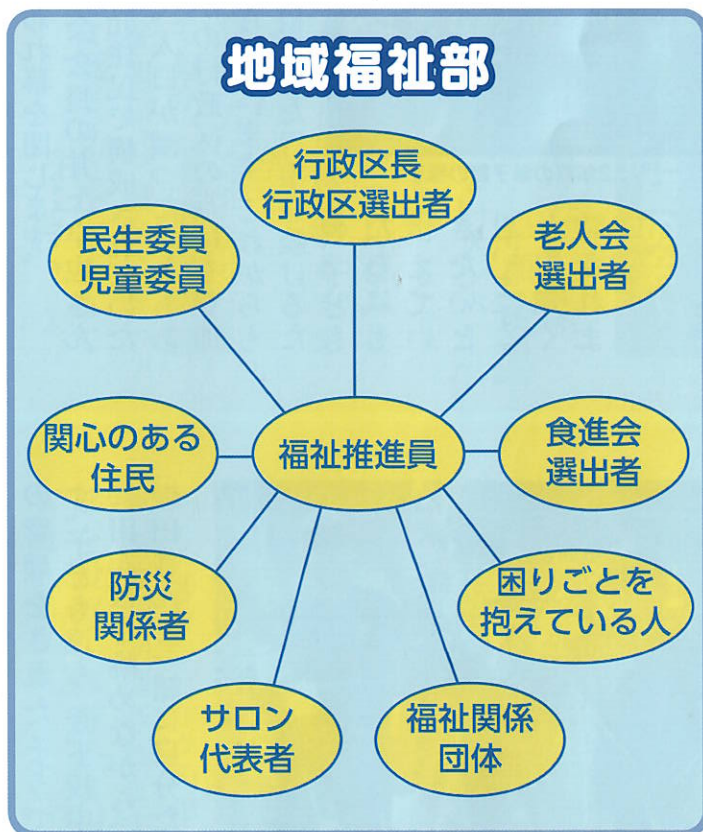 地域福祉部
行政区長
行政区選出者
民生委員
児童委員
老人会
選出者
関心のある
住民
福祉推進員
食進会
選出者
防災
関係者
困りごとを
抱えている人
サロン
代表者
福祉関係
団体